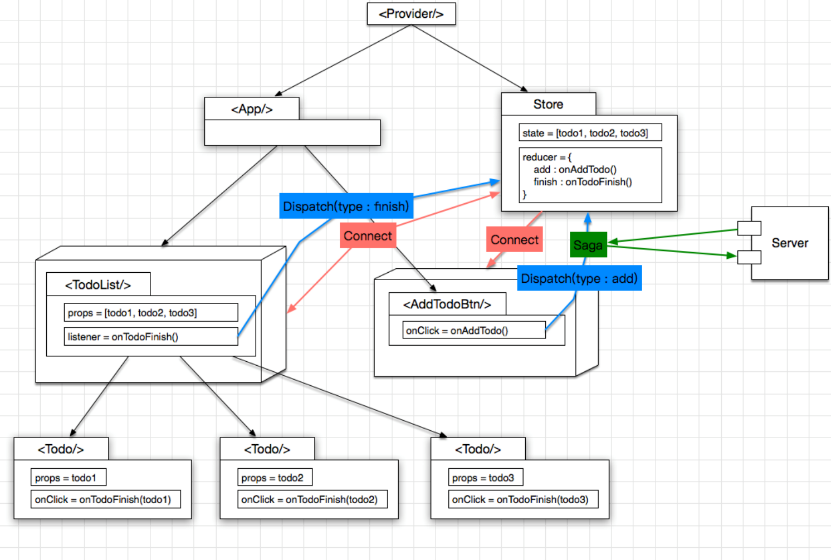 <Provider/>
<App/>
Store
state = [todo1, todo2, todo3]
reducer = {
add : onAddTodo()
finish : onTodoFinish()
}
Dispatch(type : finish)
Connect
Connect
Saga
Server
Dispatch(type : add)
<TodoList/>
props = [todo1, todo2, todo3]
listener = onTodoFinish()
<AddTodoBtn/>
onClick = onAddTodo()
<Todo/>
props = todo1
onClick = onTodoFinish(todo1)
<Todo/>
props = todo2
onClick = onTodoFinish(todo2)
<Todo/>
props = todo3
onClick = onTodoFinish(todo3)